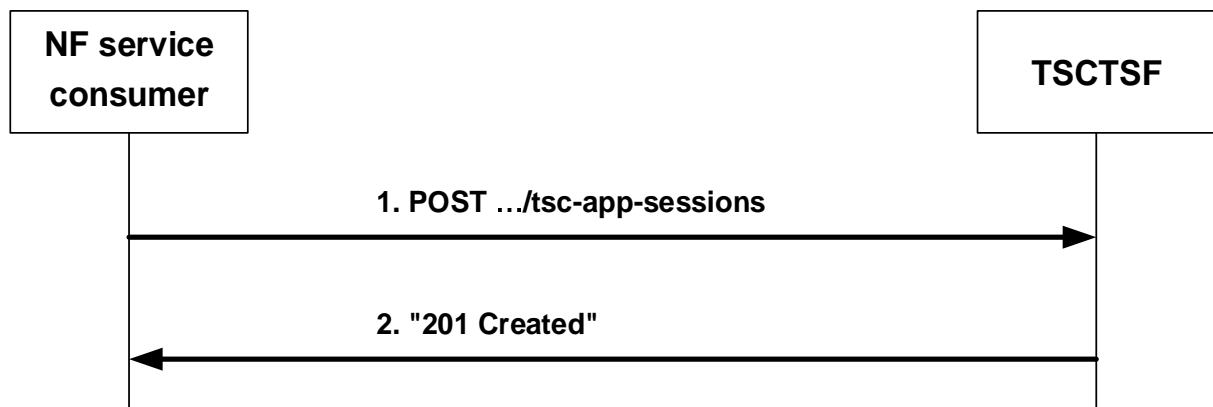 NF service
consumer
TSCTSF
1. POST …/tsc-app-sessions
2. "201 Created"